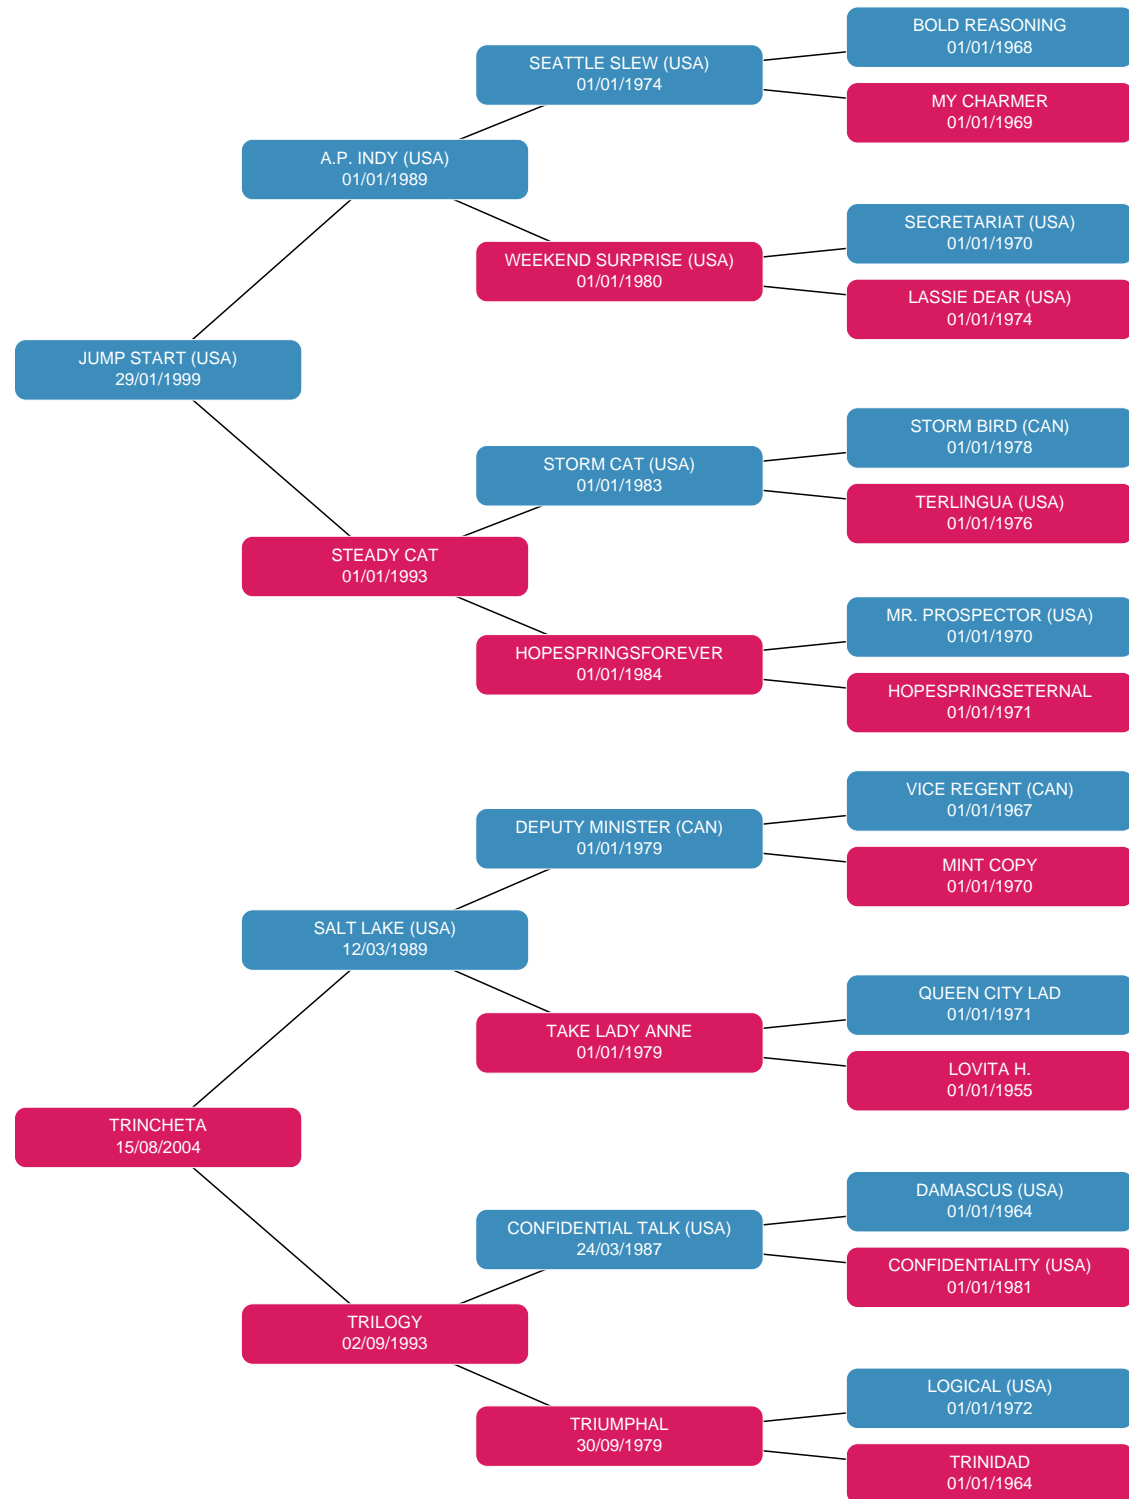 BOLD REASONING
01/01/1968
SEATTLE SLEW (USA)
01/01/1974
MY CHARMER
01/01/1969
A.P. INDY (USA)
01/01/1989
SECRETARIAT (USA)
01/01/1970
WEEKEND SURPRISE (USA)
01/01/1980
LASSIE DEAR (USA)
01/01/1974
JUMP START (USA)
29/01/1999
STORM BIRD (CAN)
01/01/1978
STORM CAT (USA)
01/01/1983
TERLINGUA (USA)
01/01/1976
STEADY CAT
01/01/1993
MR. PROSPECTOR (USA)
01/01/1970
HOPESPRINGSFOREVER
01/01/1984
HOPESPRINGSETERNAL
01/01/1971
VICE REGENT (CAN)
01/01/1967
DEPUTY MINISTER (CAN)
01/01/1979
MINT COPY
01/01/1970
SALT LAKE (USA)
12/03/1989
QUEEN CITY LAD
01/01/1971
TAKE LADY ANNE
01/01/1979
LOVITA H.
01/01/1955
TRINCHETA
15/08/2004
DAMASCUS (USA)
01/01/1964
CONFIDENTIAL TALK (USA)
24/03/1987
CONFIDENTIALITY (USA)
01/01/1981
TRILOGY
02/09/1993
LOGICAL (USA)
01/01/1972
TRIUMPHAL
30/09/1979
TRINIDAD
01/01/1964